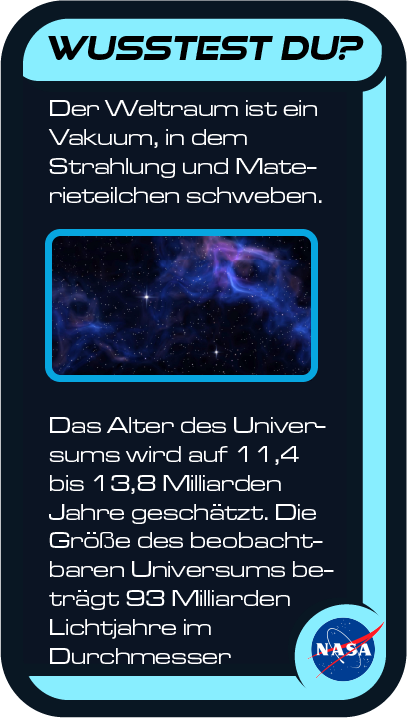 WUSSTEST DU?
Der Weltraum ist ein
Vakuum, in dem
Strahlung und Mate-
rieteilchen schweben.
Das Alter des Univer-
sums wird auf 11,4
bis 13,8 Milliarden
Jahre geschätzt. Die
Größe des beobacht-
baren Universums be-
trägt 93 Milliarden
Lichtjahre im
Durchmesser
NASA